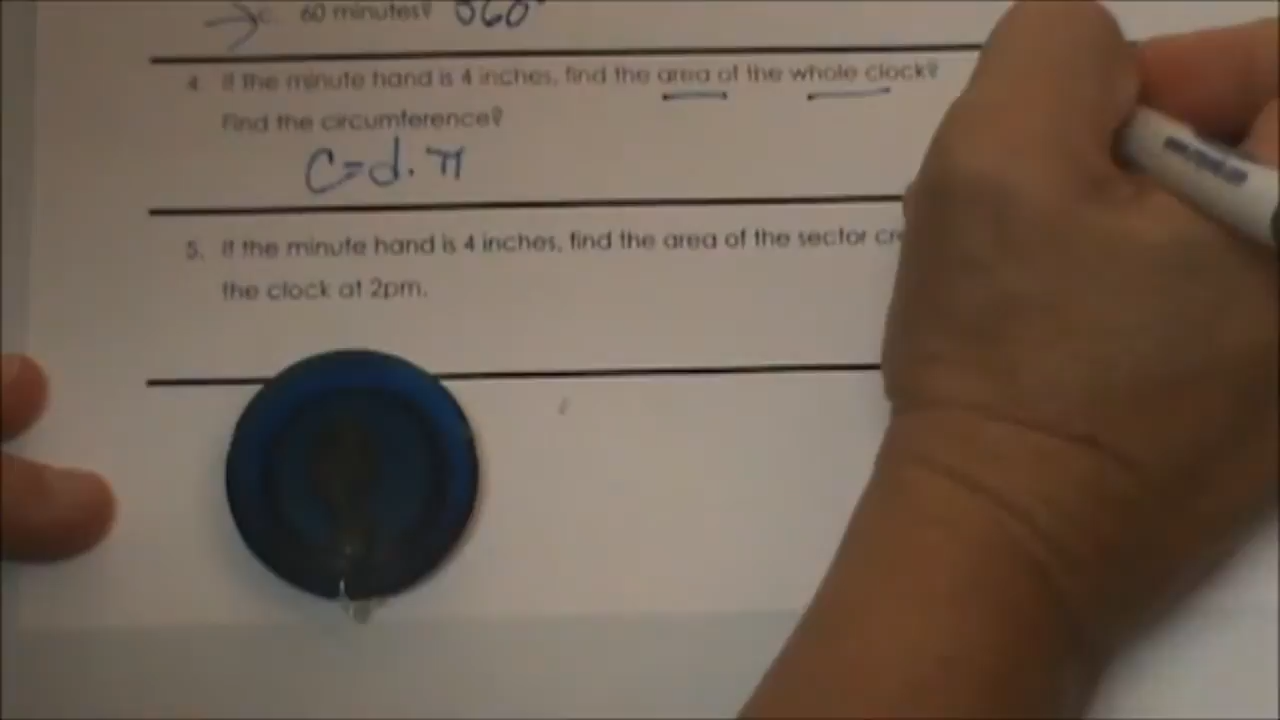 60 minutes? 360°
4. If the minute hand is 4 inches, find the area of the whole clock?
Find the circumference?
C=d.π
5. If the minute hand is 4 inches, find the area of the sector
the clock at 2pm.